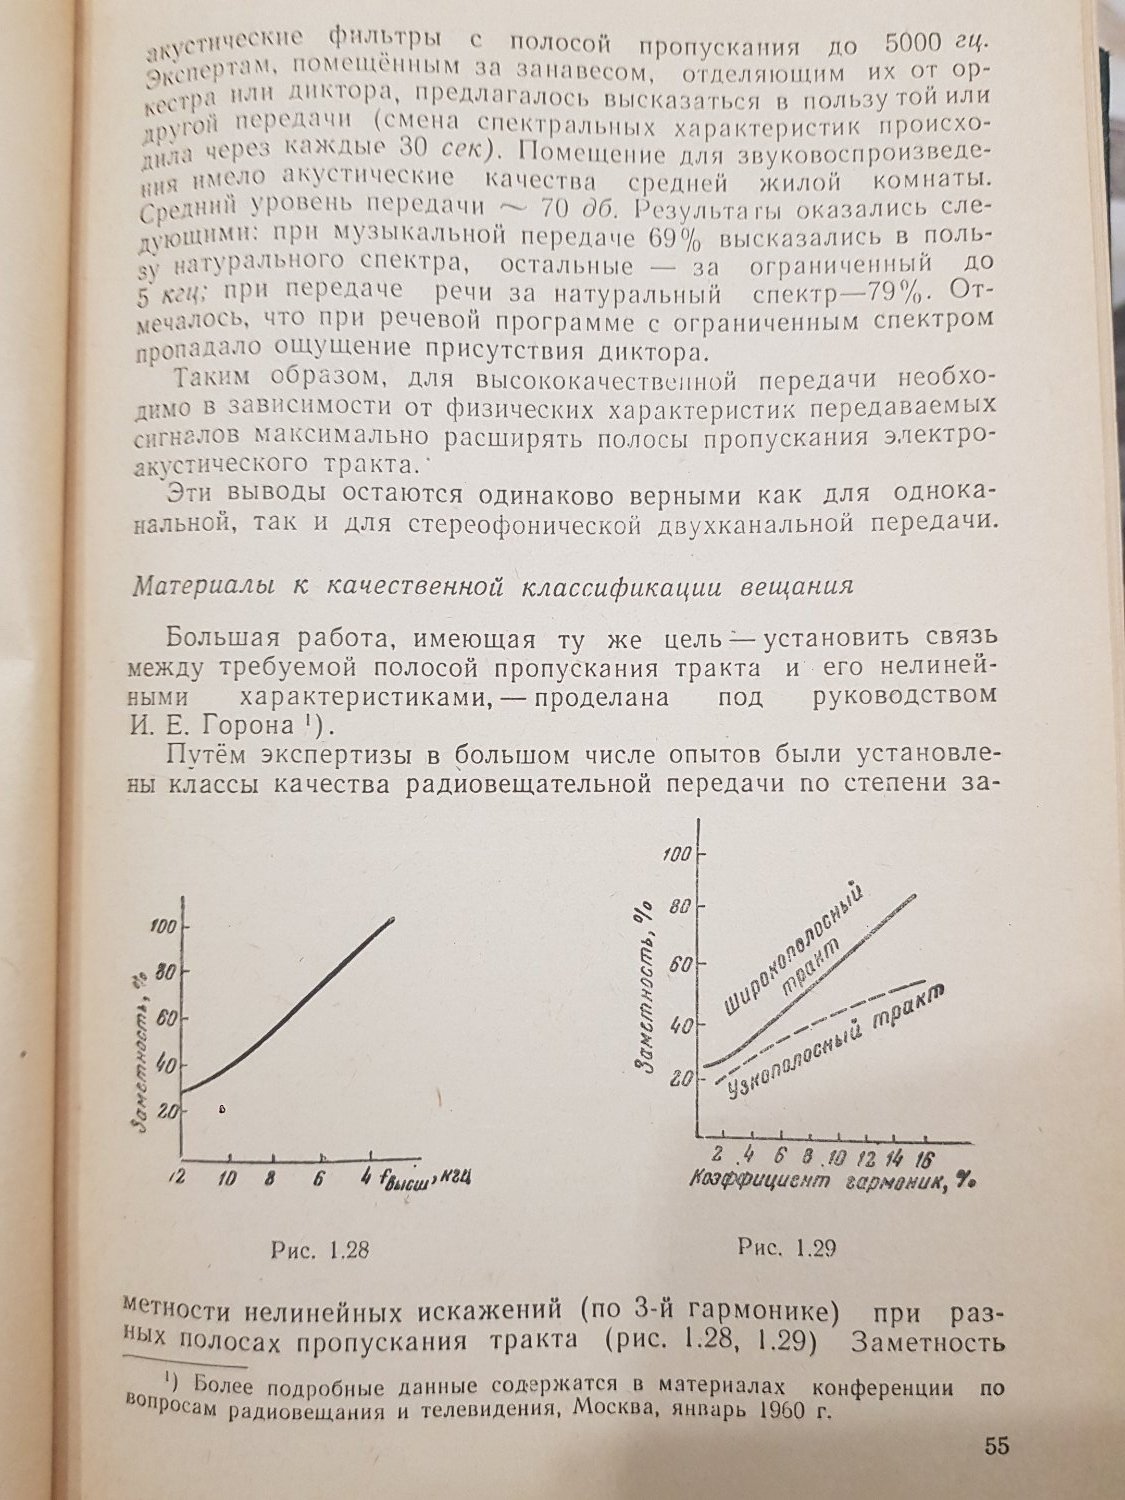 акустические фильтры с полосой пропускания до 5000 гц.
Экспертам, помещённым за занавесом, отделяющим их от ор-
кестра или диктора, предлагалось высказаться в пользу той или
другой передачи (смена спектральных характеристик происхо-
дила через каждые 30 сек). Помещение для звуковоспроизведе-
ния имело акустические качества средней жилой комнаты.
Средний уровень передачи ~ 70 дб. Результаты оказались сле-
дующими: при музыкальной передаче 69% высказались в поль-
зу натурального спектра, остальные — за ограниченный до
5 кгц; при передаче речи за натуральный спектр—79%. От-
мечалось, что при речевой программе с ограниченным спектром
пропадало ощущение присутствия диктора.
Таким образом, для высококачественной передачи необхо-
димо в зависимости от физических характеристик передаваемых
сигналов максимально расширять полосы пропускания электро-
акустического тракта.
Эти выводы остаются одинаково верными как для однока-
нальной, так и для стереофонической двухканальной передачи.
Материалы к качественной классификации вещания
Большая работа, имеющая ту же цель — установить связь
между требуемой полосой пропускания тракта и его нелиней-
ными характеристиками, — проделана под руководством
И. Е. Горона ¹).
Путём экспертизы в большом числе опытов были установле-
ны классы качества радиовещательной передачи по степени за-
Заметность, %
100
80
60
40
20
12 10 8 6 4 fвысш, кгц
Рис. 1.28
Заметность, %
100
80
60
40
20
Широкополосный
тракт
Узкополосный тракт
2 4 6 8 10 12 14 16
Коэффициент гармоник, %
Рис. 1.29
метности нелинейных искажений (по 3-й гармонике) при раз-
ных полосах пропускания тракта (рис. 1.28, 1.29) Заметность
¹) Более подробные данные содержатся в материалах конференции по
вопросам радиовещания и телевидения, Москва, январь 1960 г.
55